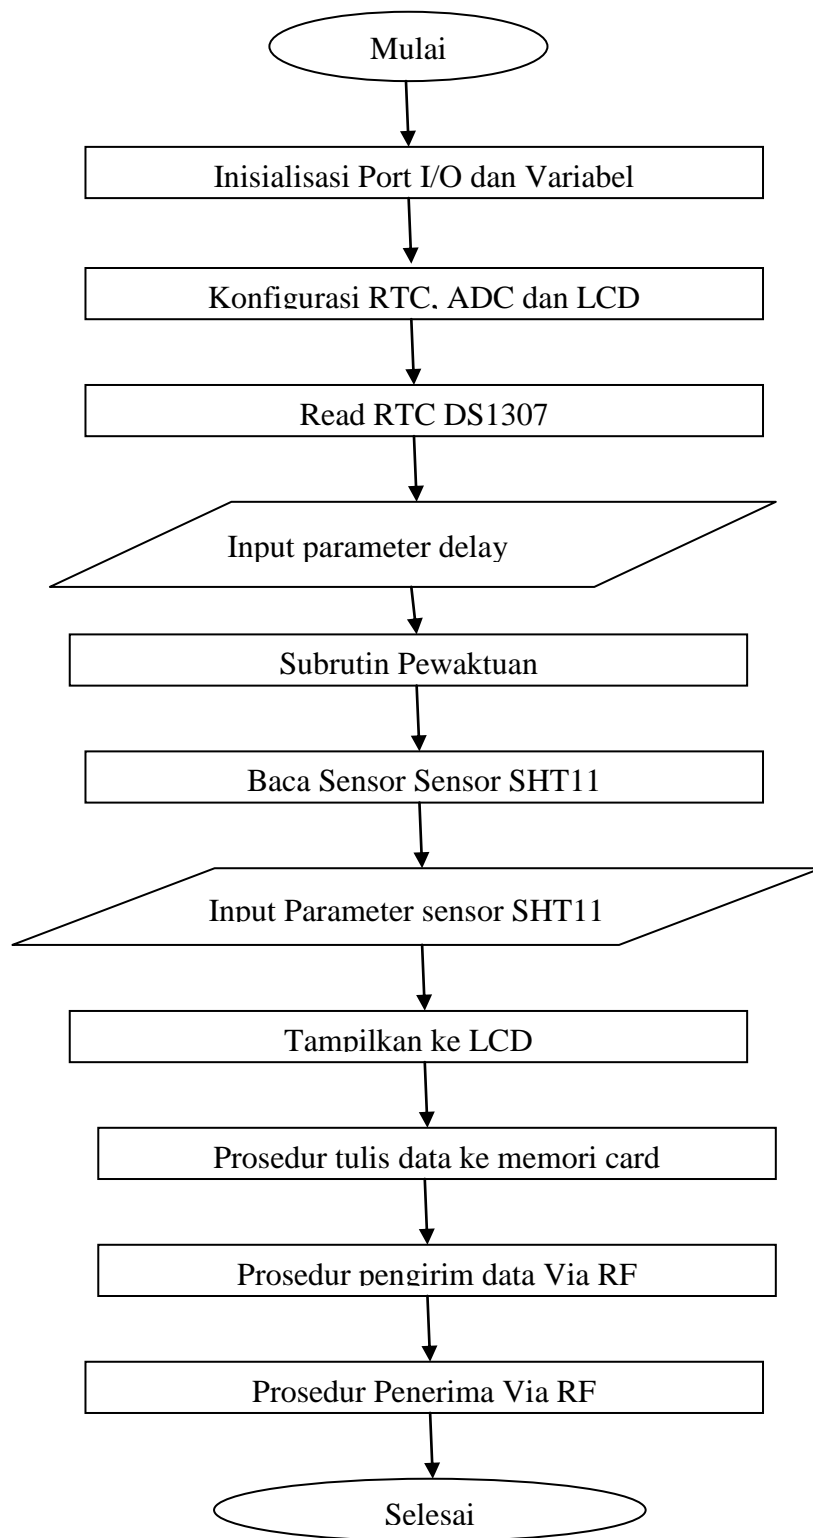 Mulai
Inisialisasi Port I/O dan Variabel
Konfigurasi RTC, ADC dan LCD
Read RTC DS1307
Input parameter delay
Subrutin Pewaktuan
Baca Sensor Sensor SHT11
Input Parameter sensor SHT11
Tampilkan ke LCD
Prosedur tulis data ke memori card
Prosedur pengirim data Via RF
Prosedur Penerima Via RF
Selesai